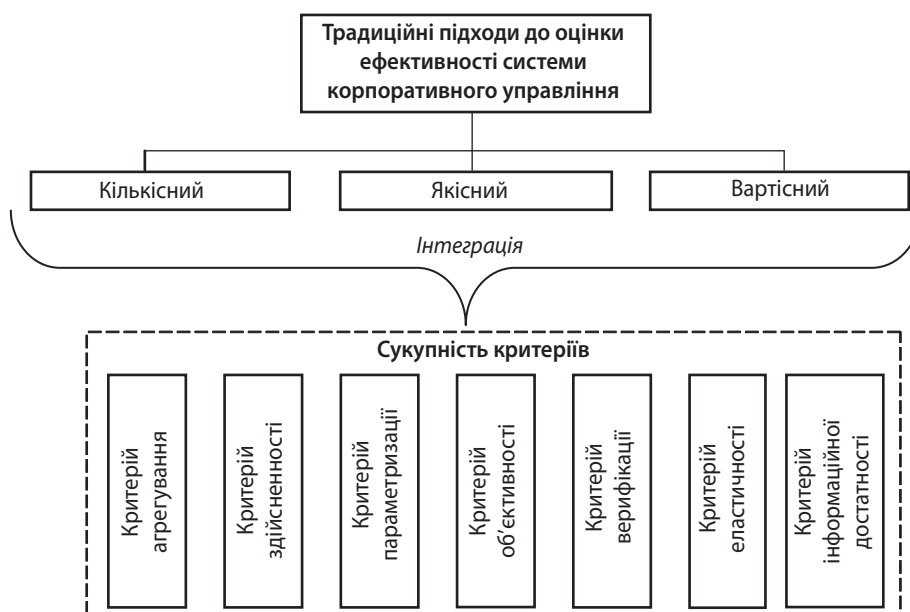 Традиційні підходи до оцінки
ефективності системи
корпоративного управління
Кількісний
Якісний
Вартісний
Інтеграція
Сукупність критеріїв
Критерій
агрегування
Критерій
здійсненності
Критерій
параметризації
Критерій
об’єктивності
Критерій
верифікації
Критерій
еластичності
Критерій
інформаційної
достатності